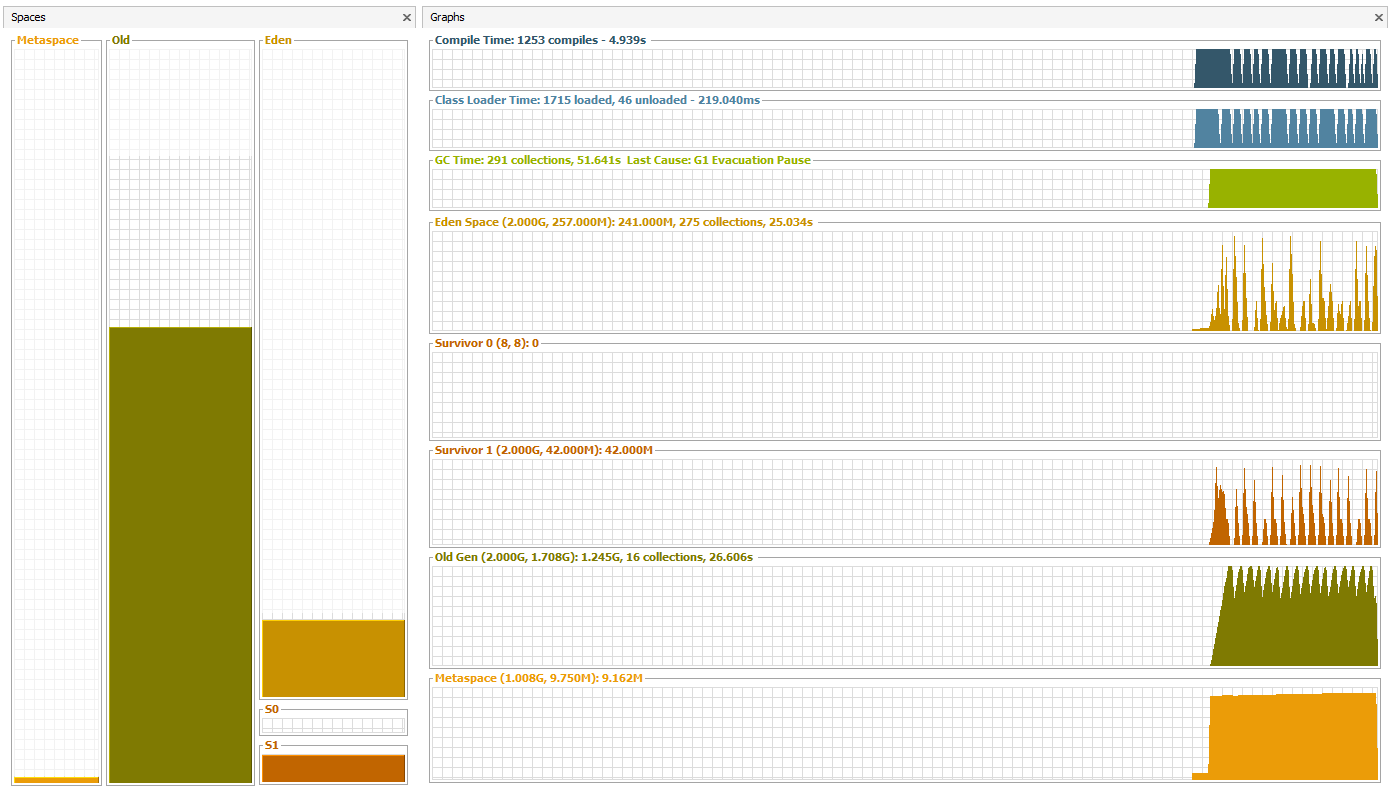 Spaces
Metaspace
Old
Eden
S0
S1
Graphs
Compile Time: 1253 compiles - 4.939s
Class Loader Time: 1715 loaded, 46 unloaded - 219.040ms
GC Time: 291 collections, 51.641s  Last Cause: G1 Evacuation Pause
Eden Space (2.000G, 257.000M): 241.000M, 275 collections, 25.034s
Survivor 0 (8, 8): 0
Survivor 1 (2.000G, 42.000M): 42.000M
Old Gen (2.000G, 1.708G): 1.245G, 16 collections, 26.606s
Metaspace (1.008G, 9.750M): 9.162M